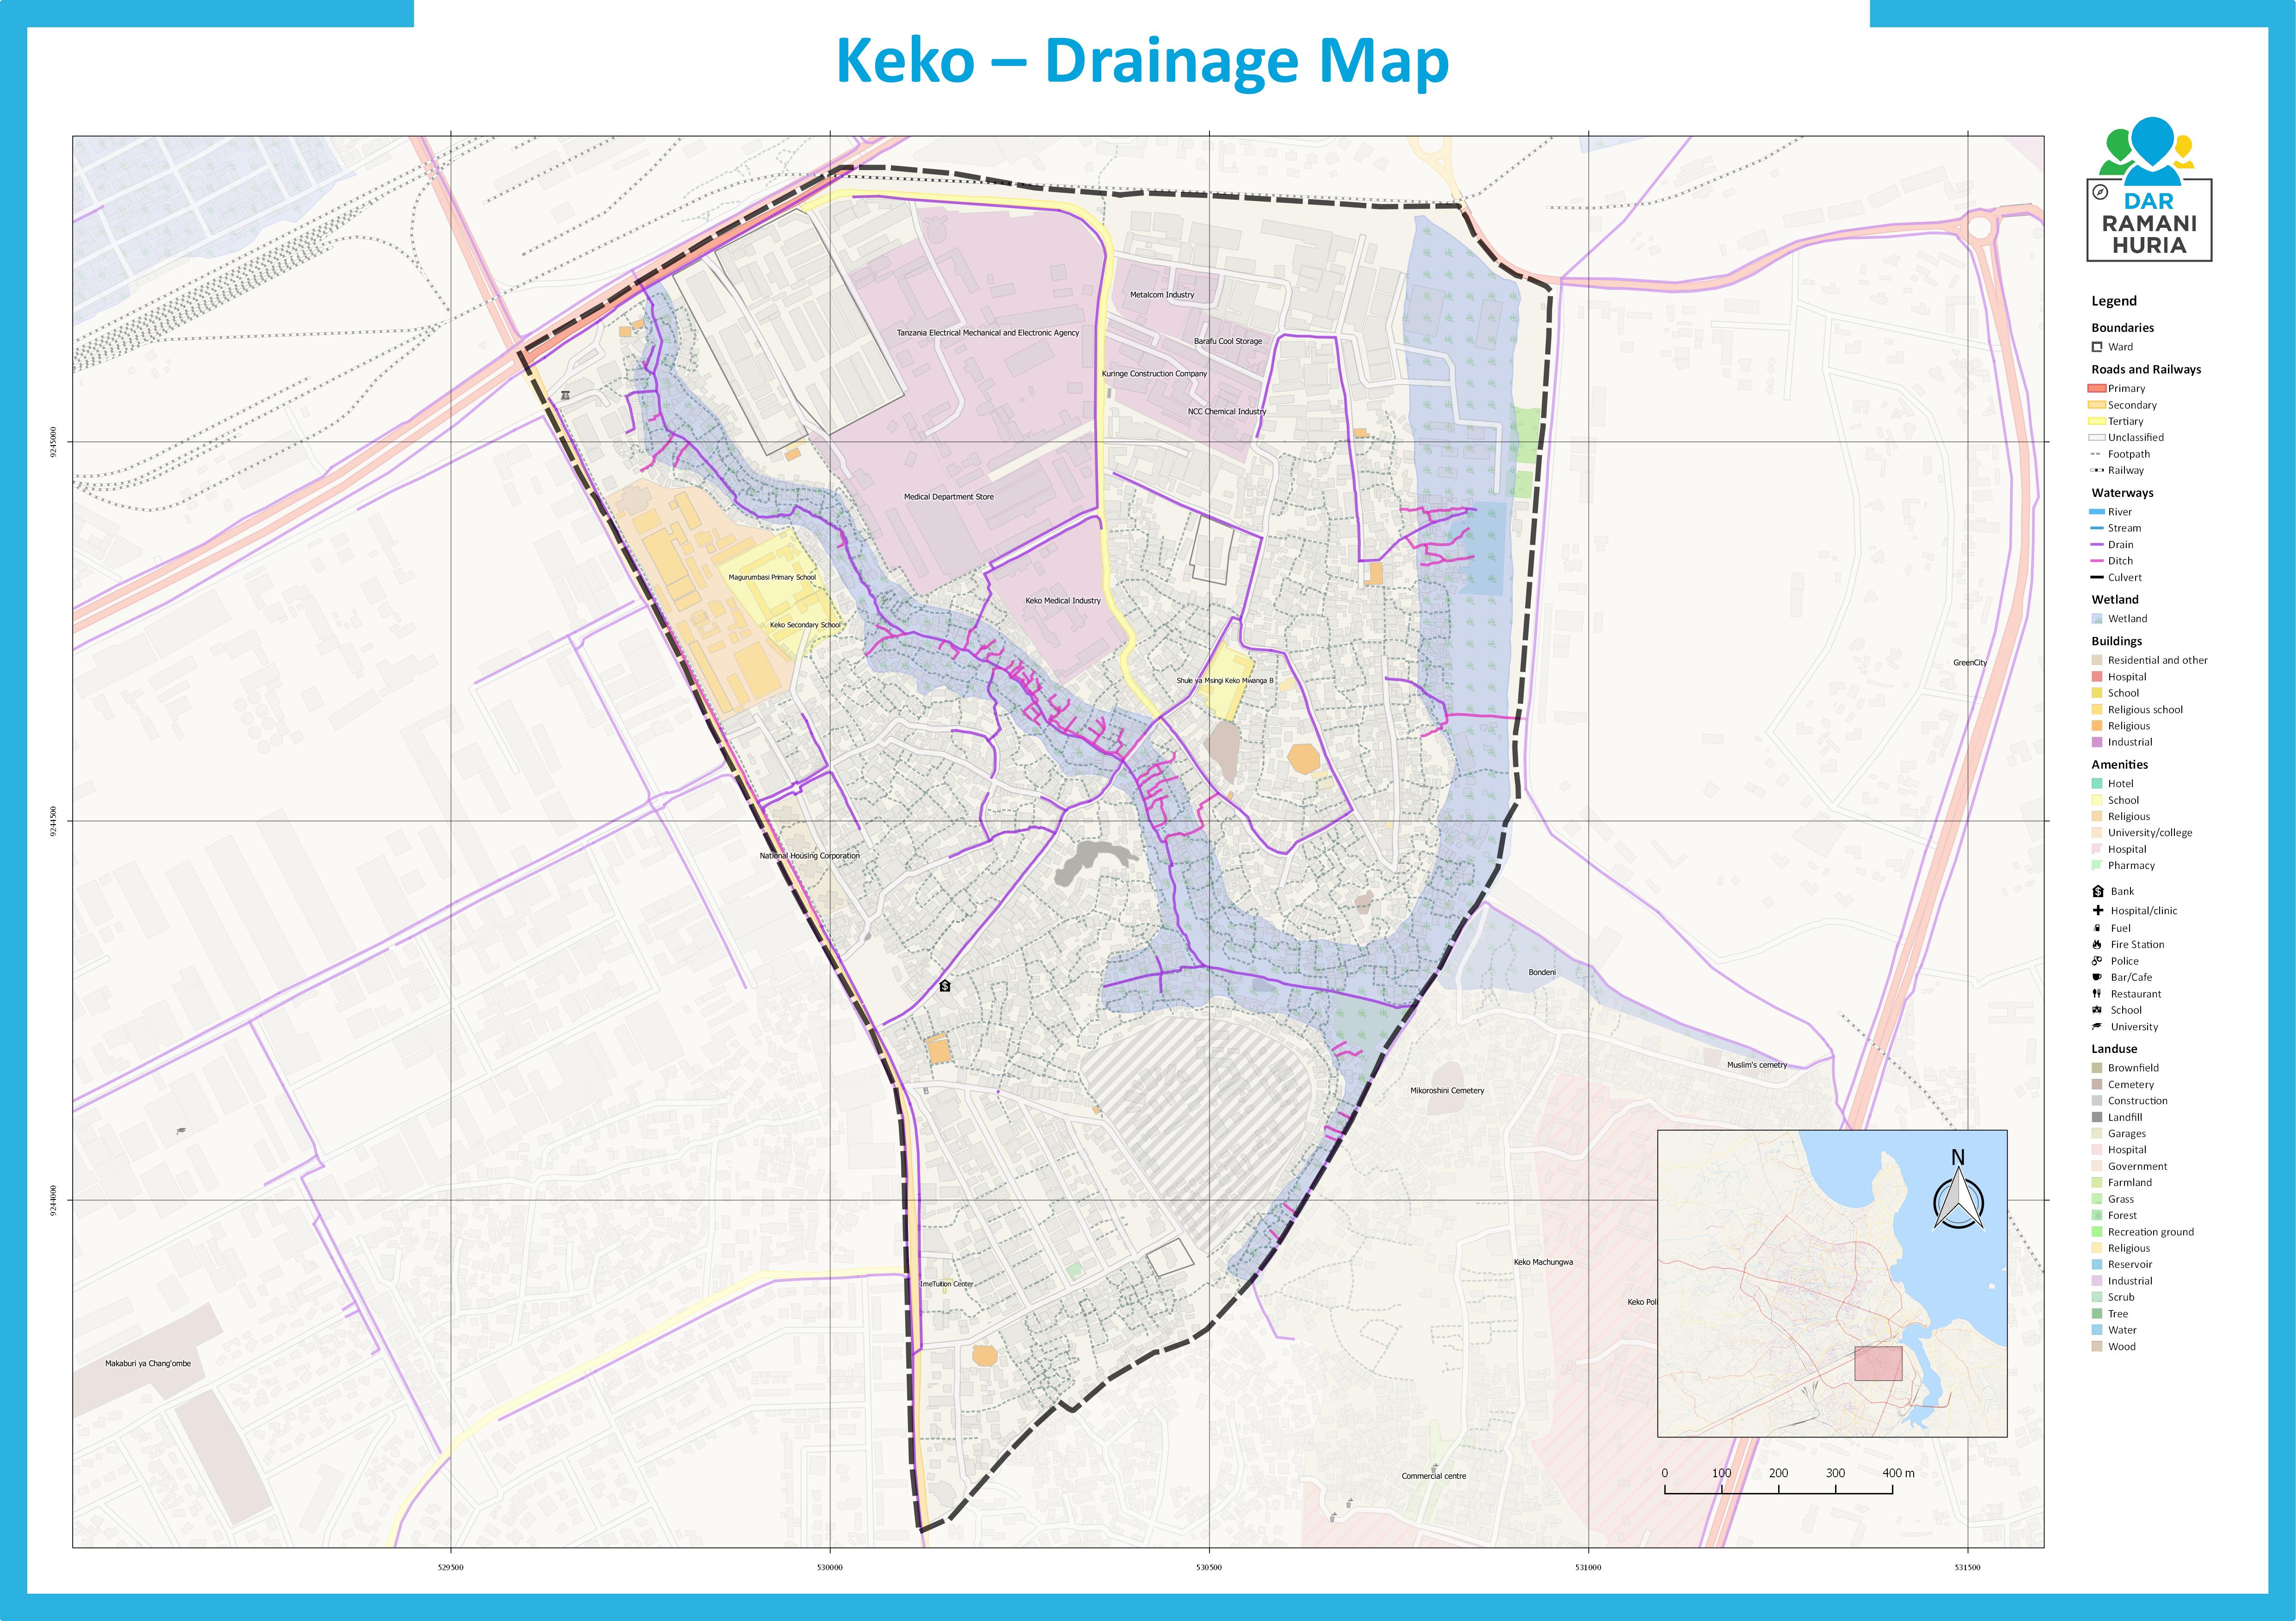 Keko – Drainage Map
DAR
RAMANI
HURIA
Legend
Boundaries
Ward
Roads and Railways
Primary
Secondary
Tertiary
Unclassified
Footpath
Railway
Waterways
River
Stream
Drain
Ditch
Culvert
Wetland
Wetland
Buildings
Residential and other
Hospital
School
Religious school
Religious
Industrial
Amenities
Hotel
School
Religious
University/college
Hospital
Pharmacy
Bank
Hospital/clinic
Fuel
Fire Station
Police
Bar/Cafe
Restaurant
School
University
Landuse
Brownfield
Cemetery
Construction
Landfill
Garages
Hospital
Government
Farmland
Grass
Forest
Recreation ground
Religious
Reservoir
Industrial
Scrub
Tree
Water
Wood
Metalcom Industry
Tanzania Electrical Mechanical and Electronic Agency
Barafu Cool Storage
Kuringe Construction Company
NCC Chemical Industry
Medical Department Store
Magurumbasi Primary School
Keko Medical Industry
Keko Secondary School
GreenCity
Shule ya Msingi Keko Mwanga B
National Housing Corporation
Bondeni
Muslim's cemetry
Mikoroshini Cemetery
Keko Machungwa
ImeTuition Center
Keko Poli
Makaburi ya Chang'ombe
Commercial centre
N
0 100 200 300 400 m
9245000
9244500
9244000
529500 530000 530500 531000 531500